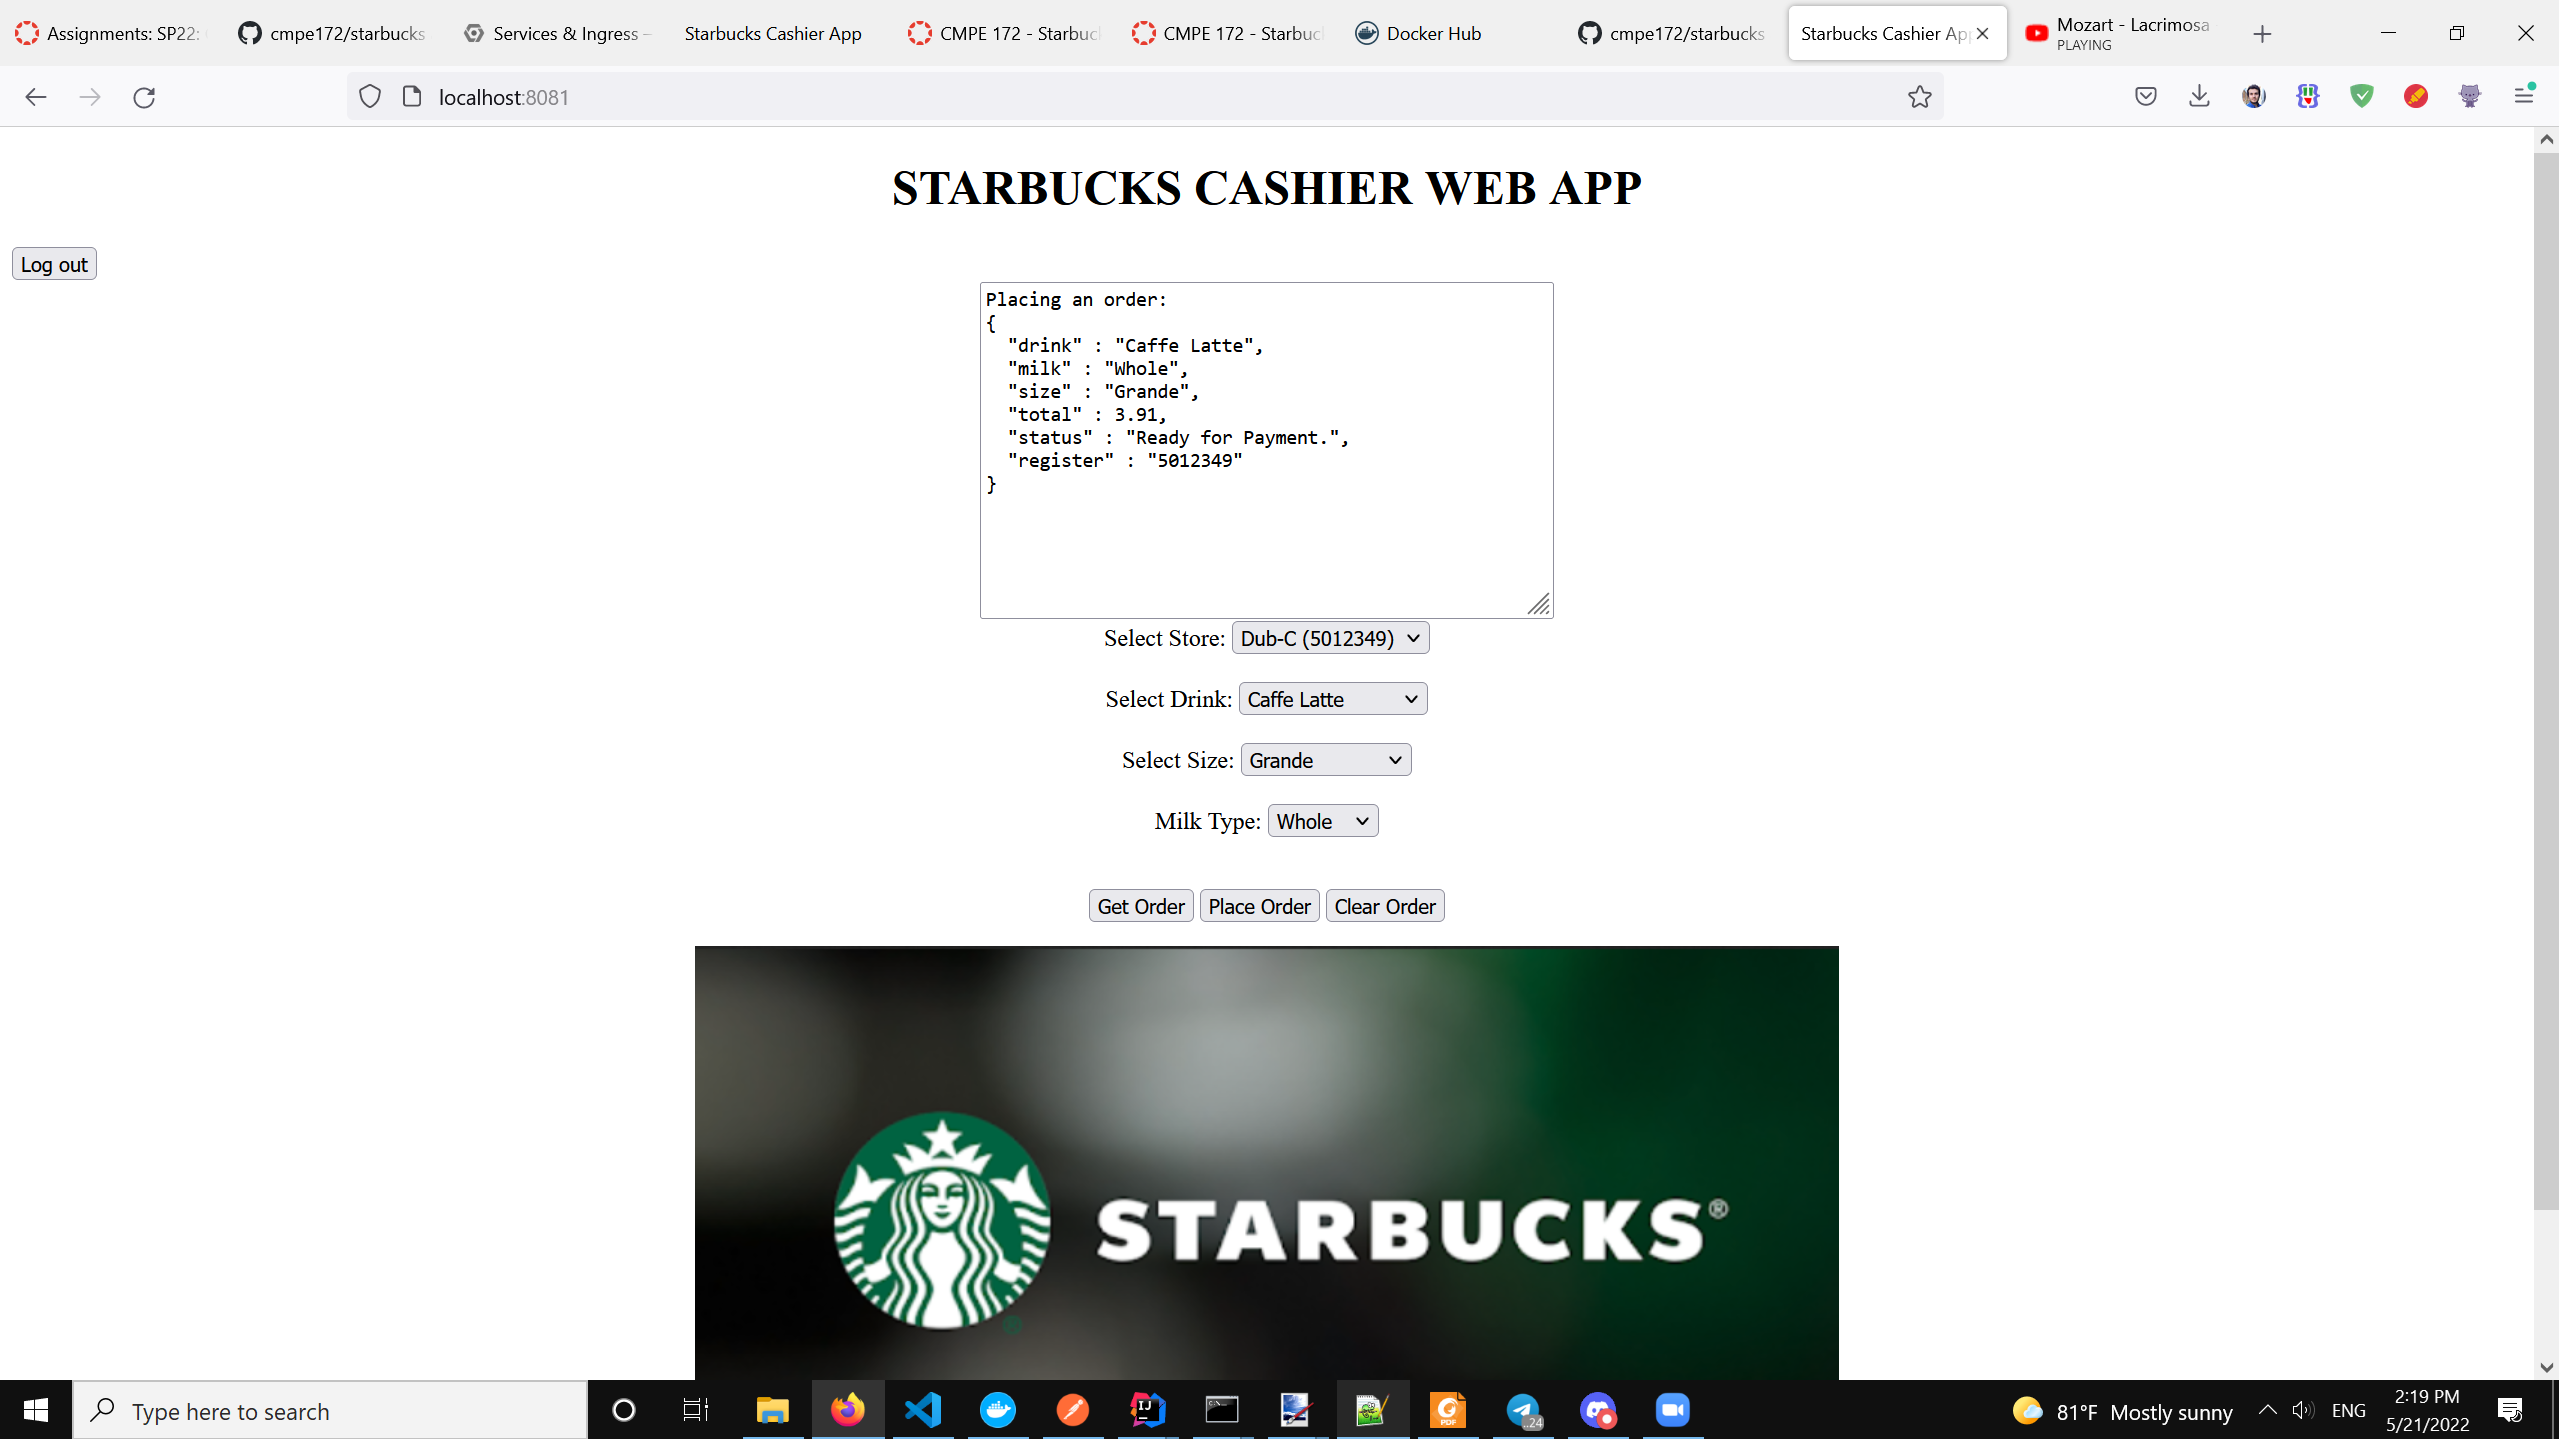 Assignments: SP22:
cmpe172/starbucks
Services & Ingress –
Starbucks Cashier App
CMPE 172 - Starbuc
CMPE 172 - Starbuc
Docker Hub
cmpe172/starbucks
Starbucks Cashier Ap
Mozart - Lacrimosa
PLAYING
localhost:8081
STARBUCKS CASHIER WEB APP
Log out
Placing an order:
{
"drink" : "Caffe Latte",
"milk" : "Whole",
"size" : "Grande",
"total" : 3.91,
"status" : "Ready for Payment.",
"register" : "5012349"
}
Select Store: Dub-C (5012349)
Select Drink: Caffe Latte
Select Size: Grande
Milk Type: Whole
Get Order Place Order Clear Order
STARBUCKS®
Type here to search
IJ
PDF
..24
81°F Mostly sunny
ENG
2:19 PM
5/21/2022